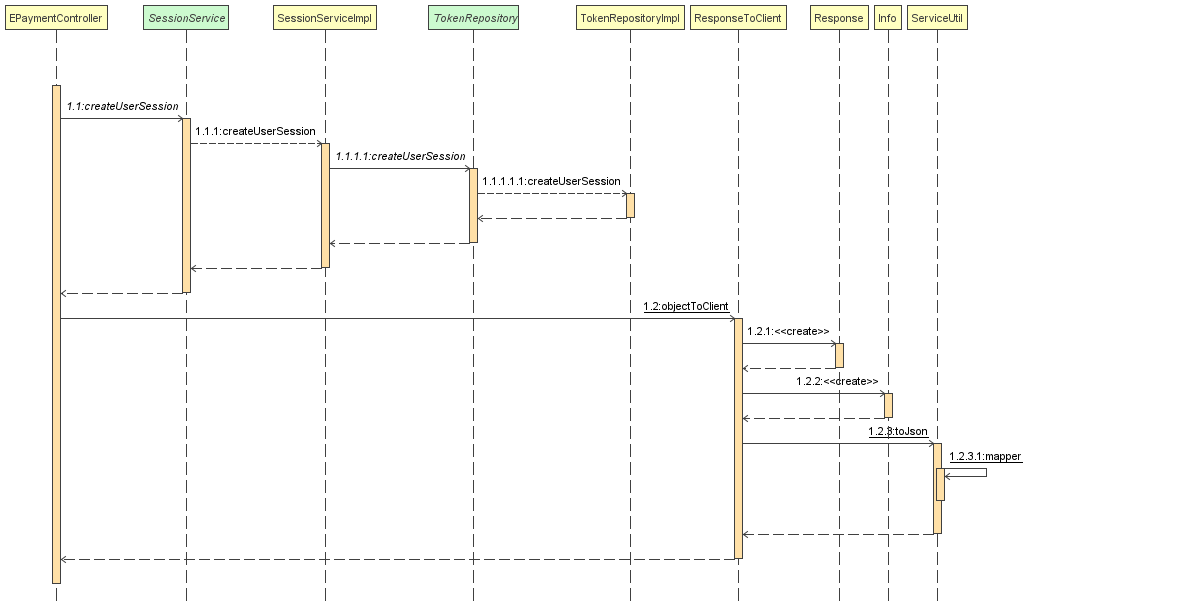 EPaymentController
SessionService
SessionServiceImpl
TokenRepository
TokenRepositoryImpl
ResponseToClient
Response
Info
ServiceUtil
1.1:createUserSession
1.1.1:createUserSession
1.1.1.1:createUserSession
1.1.1.1.1:createUserSession
1.2:objectToClient
1.2.1:<<create>>
1.2.2:<<create>>
1.2.3:toJson
1.2.3.1:mapper